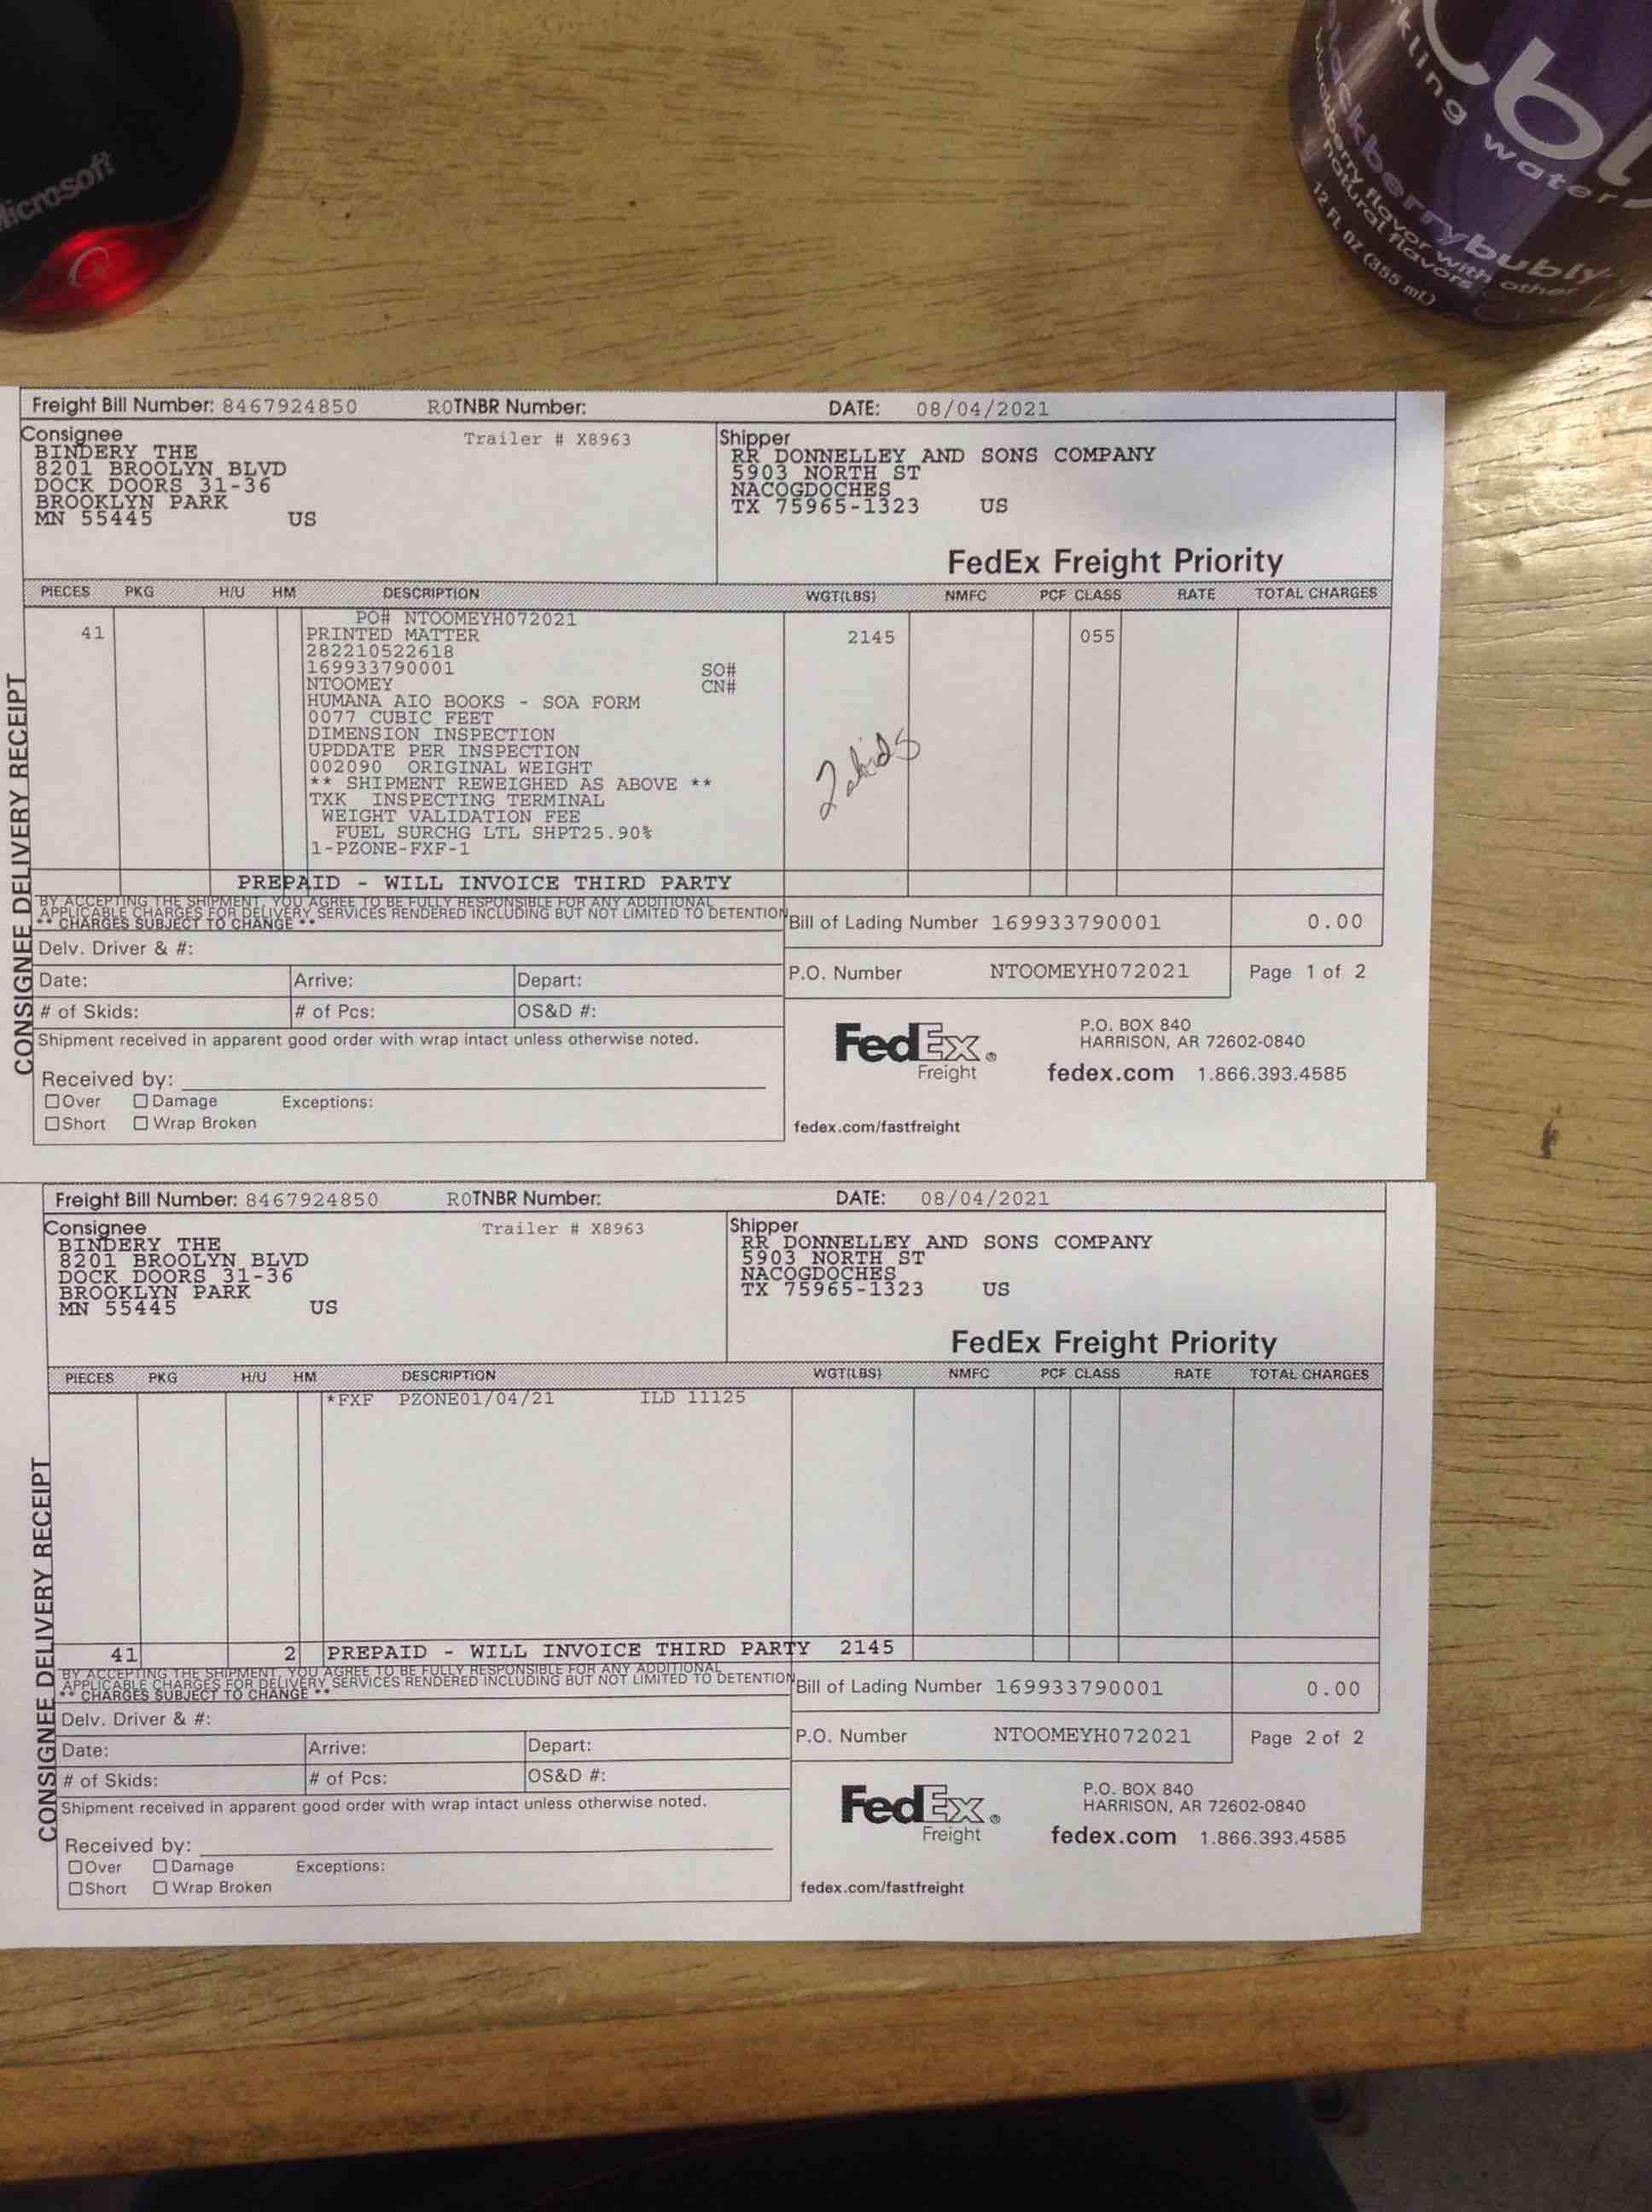 Microsoft
bl
kling water
blackberrybubly
blackberry flavor with other
natural flavors
12 FL OZ (355 mL)
Freight Bill Number: 8467924850 R0TNBR Number: DATE: 08/04/2021
Consignee Trailer # X8963 Shipper
BINDERY THE RR DONNELLEY AND SONS COMPANY
8201 BROOLYN BLVD 5903 NORTH ST
DOCK DOORS 31-36 NACOGDOCHES
BROOKLYN PARK TX 75965-1323 US
MN 55445 US
FedEx Freight Priority
PIECES PKG H/U HM DESCRIPTION WGT(LBS) NMFC PCF CLASS RATE TOTAL CHARGES
PO# NTOOMEYH072021
41 PRINTED MATTER 2145 055
282210522618
169933790001 SO#
NTOOMEY CN#
HUMANA AIO BOOKS - SOA FORM
0077 CUBIC FEET
DIMENSION INSPECTION
UPDDATE PER INSPECTION
002090 ORIGINAL WEIGHT
** SHIPMENT REWEIGHED AS ABOVE **
TXK INSPECTING TERMINAL
WEIGHT VALIDATION FEE
FUEL SURCHG LTL SHPT25.90%
1-PZONE-FXF-1
2 skids
PREPAID - WILL INVOICE THIRD PARTY
BY ACCEPTING THE SHIPMENT, YOU AGREE TO BE FULLY RESPONSIBLE FOR ANY ADDITIONAL
APPLICABLE CHARGES FOR DELIVERY SERVICES RENDERED INCLUDING BUT NOT LIMITED TO DETENTION
** CHARGES SUBJECT TO CHANGE **
Bill of Lading Number 169933790001 0.00
Delv. Driver & #:
Date: Arrive: Depart:
P.O. Number NTOOMEYH072021 Page 1 of 2
# of Skids: # of Pcs: OS&D #:
Shipment received in apparent good order with wrap intact unless otherwise noted.
Received by:
Over Damage Exceptions:
Short Wrap Broken
CONSIGNEE DELIVERY RECEIPT
FedEx® P.O. BOX 840
HARRISON, AR 72602-0840
Freight fedex.com 1.866.393.4585
fedex.com/fastfreight
Freight Bill Number: 8467924850 R0TNBR Number: DATE: 08/04/2021
Consignee Trailer # X8963 Shipper
BINDERY THE RR DONNELLEY AND SONS COMPANY
8201 BROOLYN BLVD 5903 NORTH ST
DOCK DOORS 31-36 NACOGDOCHES
BROOKLYN PARK TX 75965-1323 US
MN 55445 US
FedEx Freight Priority
PIECES PKG H/U HM DESCRIPTION WGT(LBS) NMFC PCF CLASS RATE TOTAL CHARGES
*FXF PZONE01/04/21 ILD 11125
41 2 PREPAID - WILL INVOICE THIRD PARTY 2145
BY ACCEPTING THE SHIPMENT, YOU AGREE TO BE FULLY RESPONSIBLE FOR ANY ADDITIONAL
APPLICABLE CHARGES FOR DELIVERY SERVICES RENDERED INCLUDING BUT NOT LIMITED TO DETENTION
** CHARGES SUBJECT TO CHANGE **
Bill of Lading Number 169933790001 0.00
Delv. Driver & #:
Date: Arrive: Depart:
P.O. Number NTOOMEYH072021 Page 2 of 2
# of Skids: # of Pcs: OS&D #:
Shipment received in apparent good order with wrap intact unless otherwise noted.
Received by:
Over Damage Exceptions:
Short Wrap Broken
CONSIGNEE DELIVERY RECEIPT
FedEx® P.O. BOX 840
HARRISON, AR 72602-0840
Freight fedex.com 1.866.393.4585
fedex.com/fastfreight